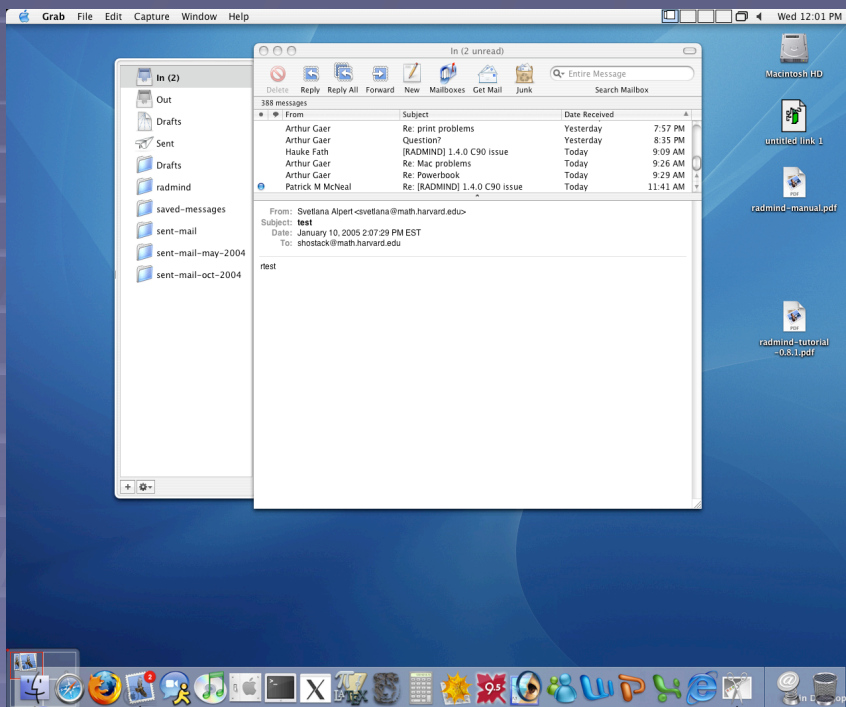 Grab File Edit Capture Window Help Wed 12:01 PM
In (2 unread)
Delete Reply Reply All Forward New Mailboxes Get Mail Junk Entire Message Search Mailbox
388 messages
From Subject Date Received
Arthur Gaer Re: print problems Yesterday 7:57 PM
Arthur Gaer Question? Yesterday 8:35 PM
Hauke Fath [RADMIND] 1.4.0 C90 issue Today 9:09 AM
Arthur Gaer Re: Mac problems Today 9:26 AM
Arthur Gaer Re: Powerbook Today 9:29 AM
Patrick M McNeal Re: [RADMIND] 1.4.0 C90 issue Today 11:41 AM
From: Svetlana Alpert <svetlana@math.harvard.edu>
Subject: test
Date: January 10, 2005 2:07:29 PM EST
To: shostack@math.harvard.edu
rtest
In (2)
Out
Drafts
Sent
Drafts
radmind
saved-messages
sent-mail
sent-mail-may-2004
sent-mail-oct-2004
Macintosh HD
untitled link 1
PDF
radmind-manual.pdf
PDF
radmind-tutorial
-0.8.1.pdf
2
X
9.5